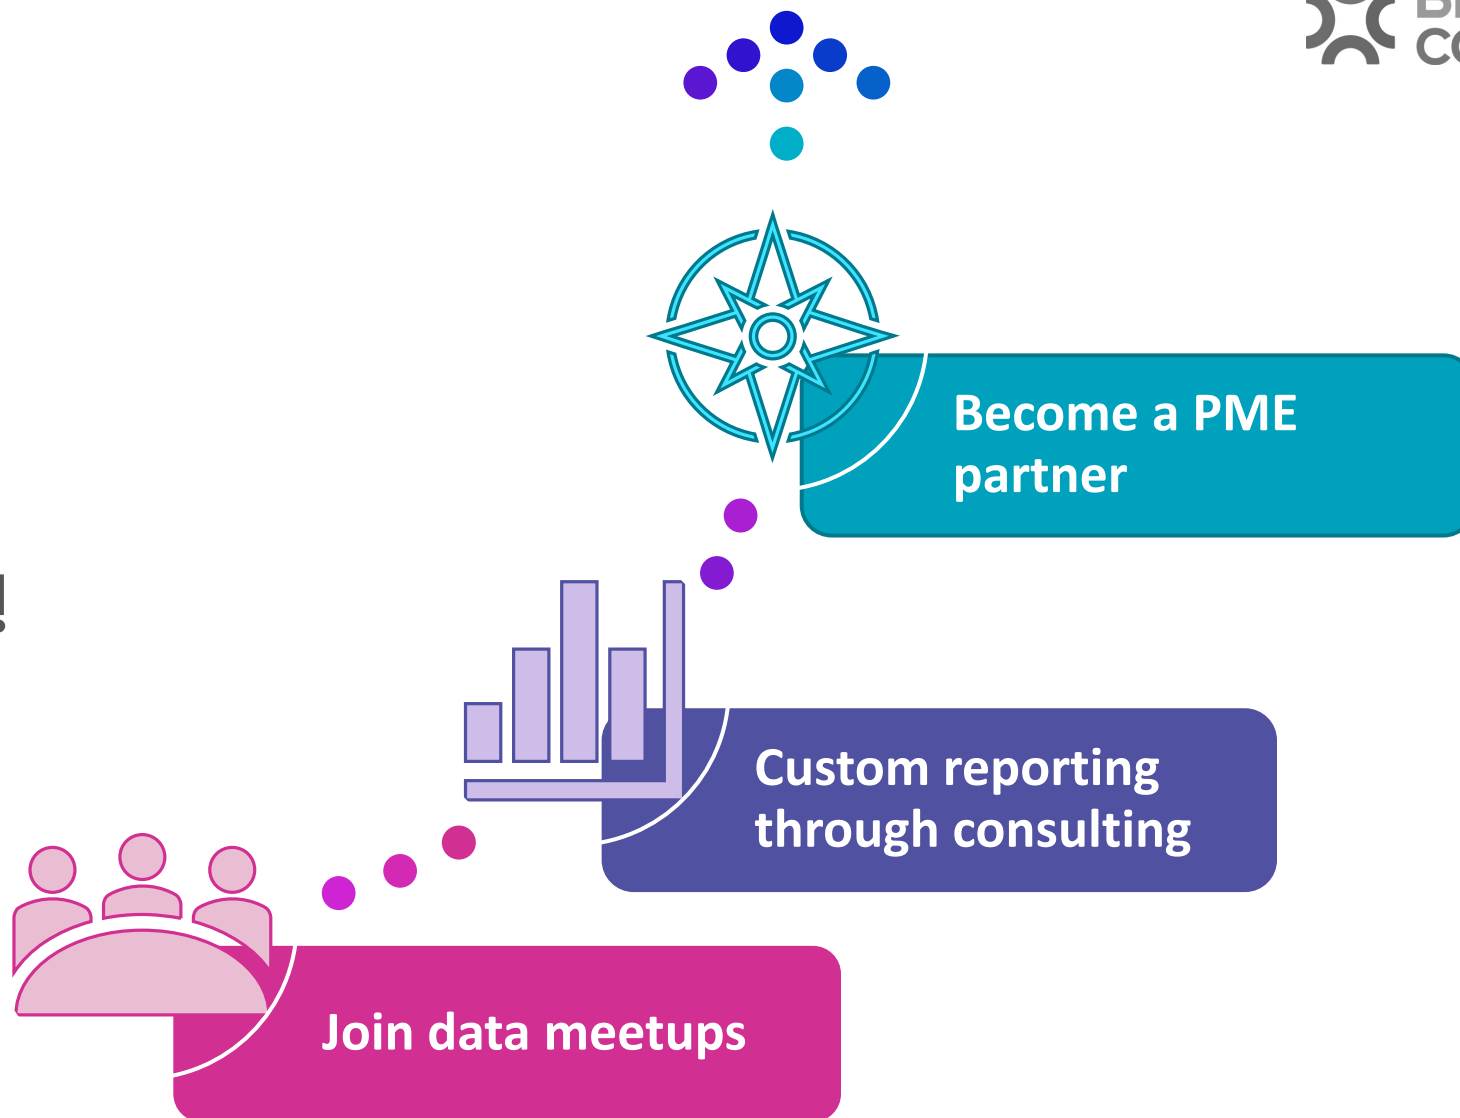 Become a PME
partner
!
Custom reporting
through consulting
Join data meetups